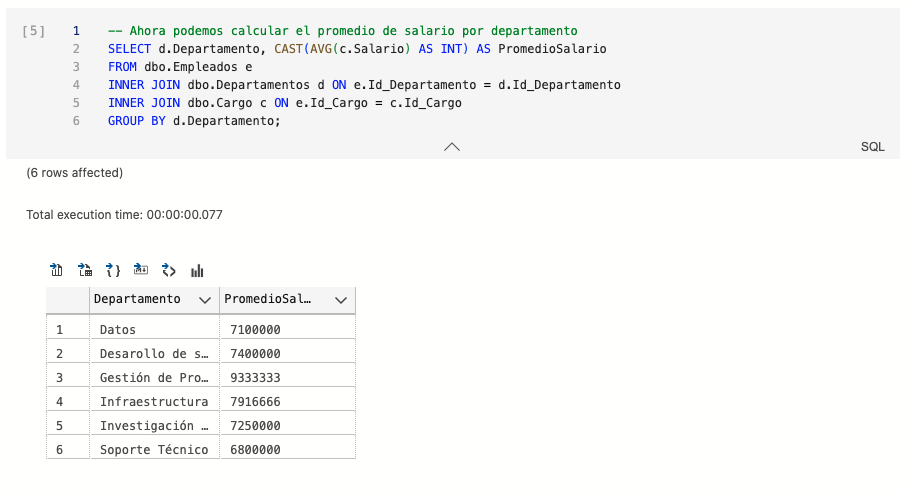 [5]
1 -- Ahora podemos calcular el promedio de salario por departamento
2 SELECT d.Departamento, CAST(AVG(c.Salario) AS INT) AS PromedioSalario
3 FROM dbo.Empleados e
4 INNER JOIN dbo.Departamentos d ON e.Id_Departamento = d.Id_Departamento
5 INNER JOIN dbo.Cargo c ON e.Id_Cargo = c.Id_Cargo
6 GROUP BY d.Departamento;
SQL
(6 rows affected)
Total execution time: 00:00:00.077
Departamento PromedioSal…
1 Datos 7100000
2 Desarollo de s… 7400000
3 Gestión de Pro… 9333333
4 Infraestructura 7916666
5 Investigación … 7250000
6 Soporte Técnico 6800000